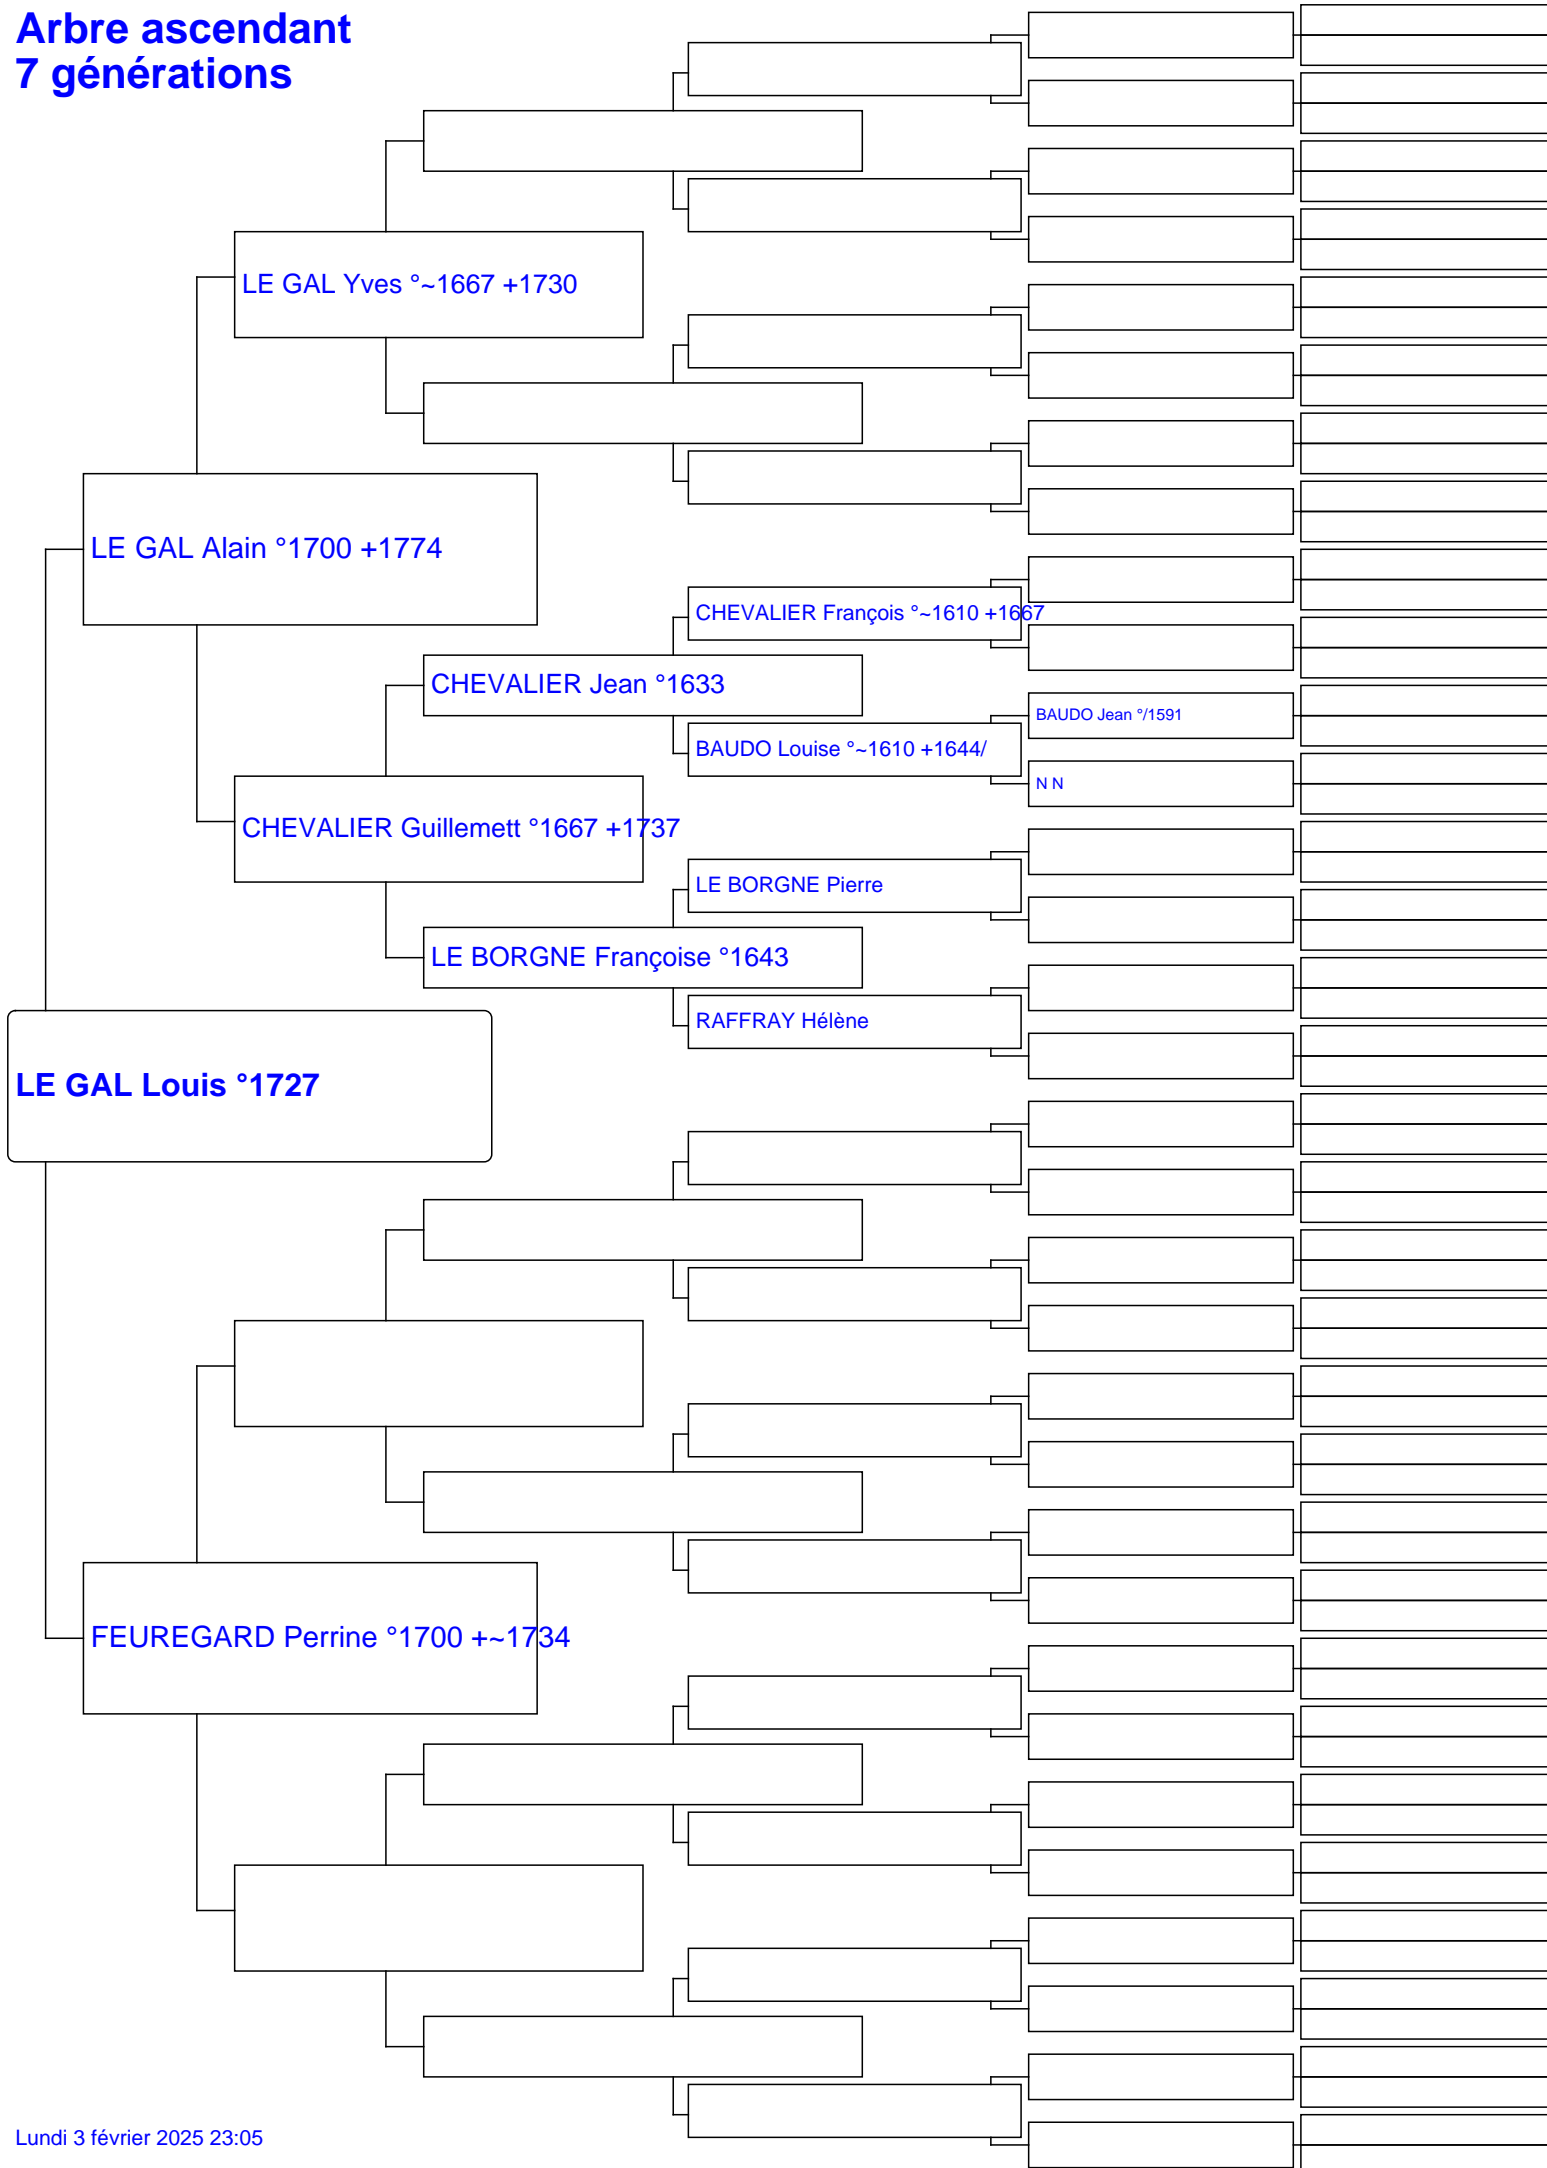 Arbre ascendant
7 générations
LE GAL Yves °~1667 +1730
LE GAL Alain °1700 +1774
CHEVALIER François °~1610 +1667
CHEVALIER Jean °1633
BAUDO Jean °/1591
BAUDO Louise °~1610 +1644/
N N
CHEVALIER Guillemett °1667 +1737
LE BORGNE Pierre
LE BORGNE Françoise °1643
RAFFRAY Hélène
LE GAL Louis °1727
FEUREGARD Perrine °1700 +~1734
Lundi 3 février 2025 23:05